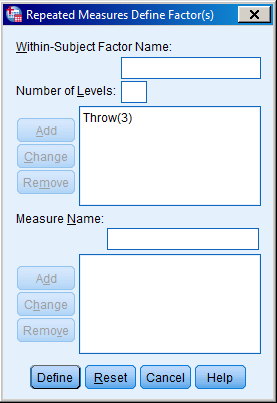 Repeated Measures Define Factor(s)
Within-Subject Factor Name:
Number of Levels:
Add
Change
Remove
Throw(3)
Measure Name:
Add
Change
Remove
Define Reset Cancel Help